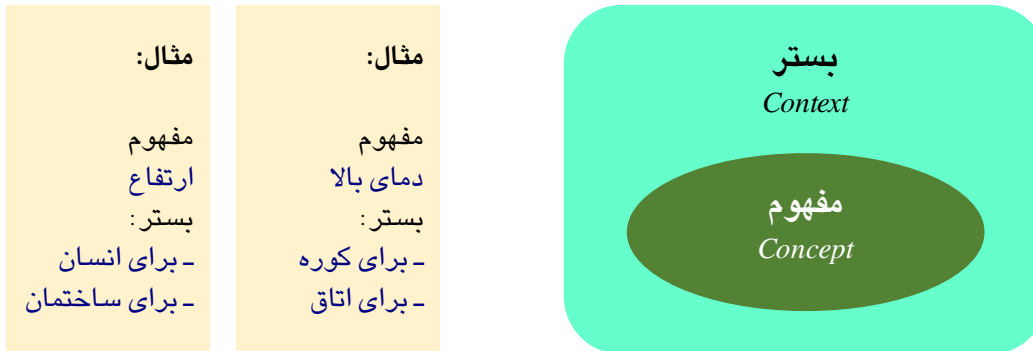 بستر
Context
مفهوم
Concept
مثال:
مفهوم
دمای بالا
بستر:
ـ برای کوره
ـ برای اتاق
مثال:
مفهوم
ارتفاع
بستر:
ـ برای انسان
ـ برای ساختمان